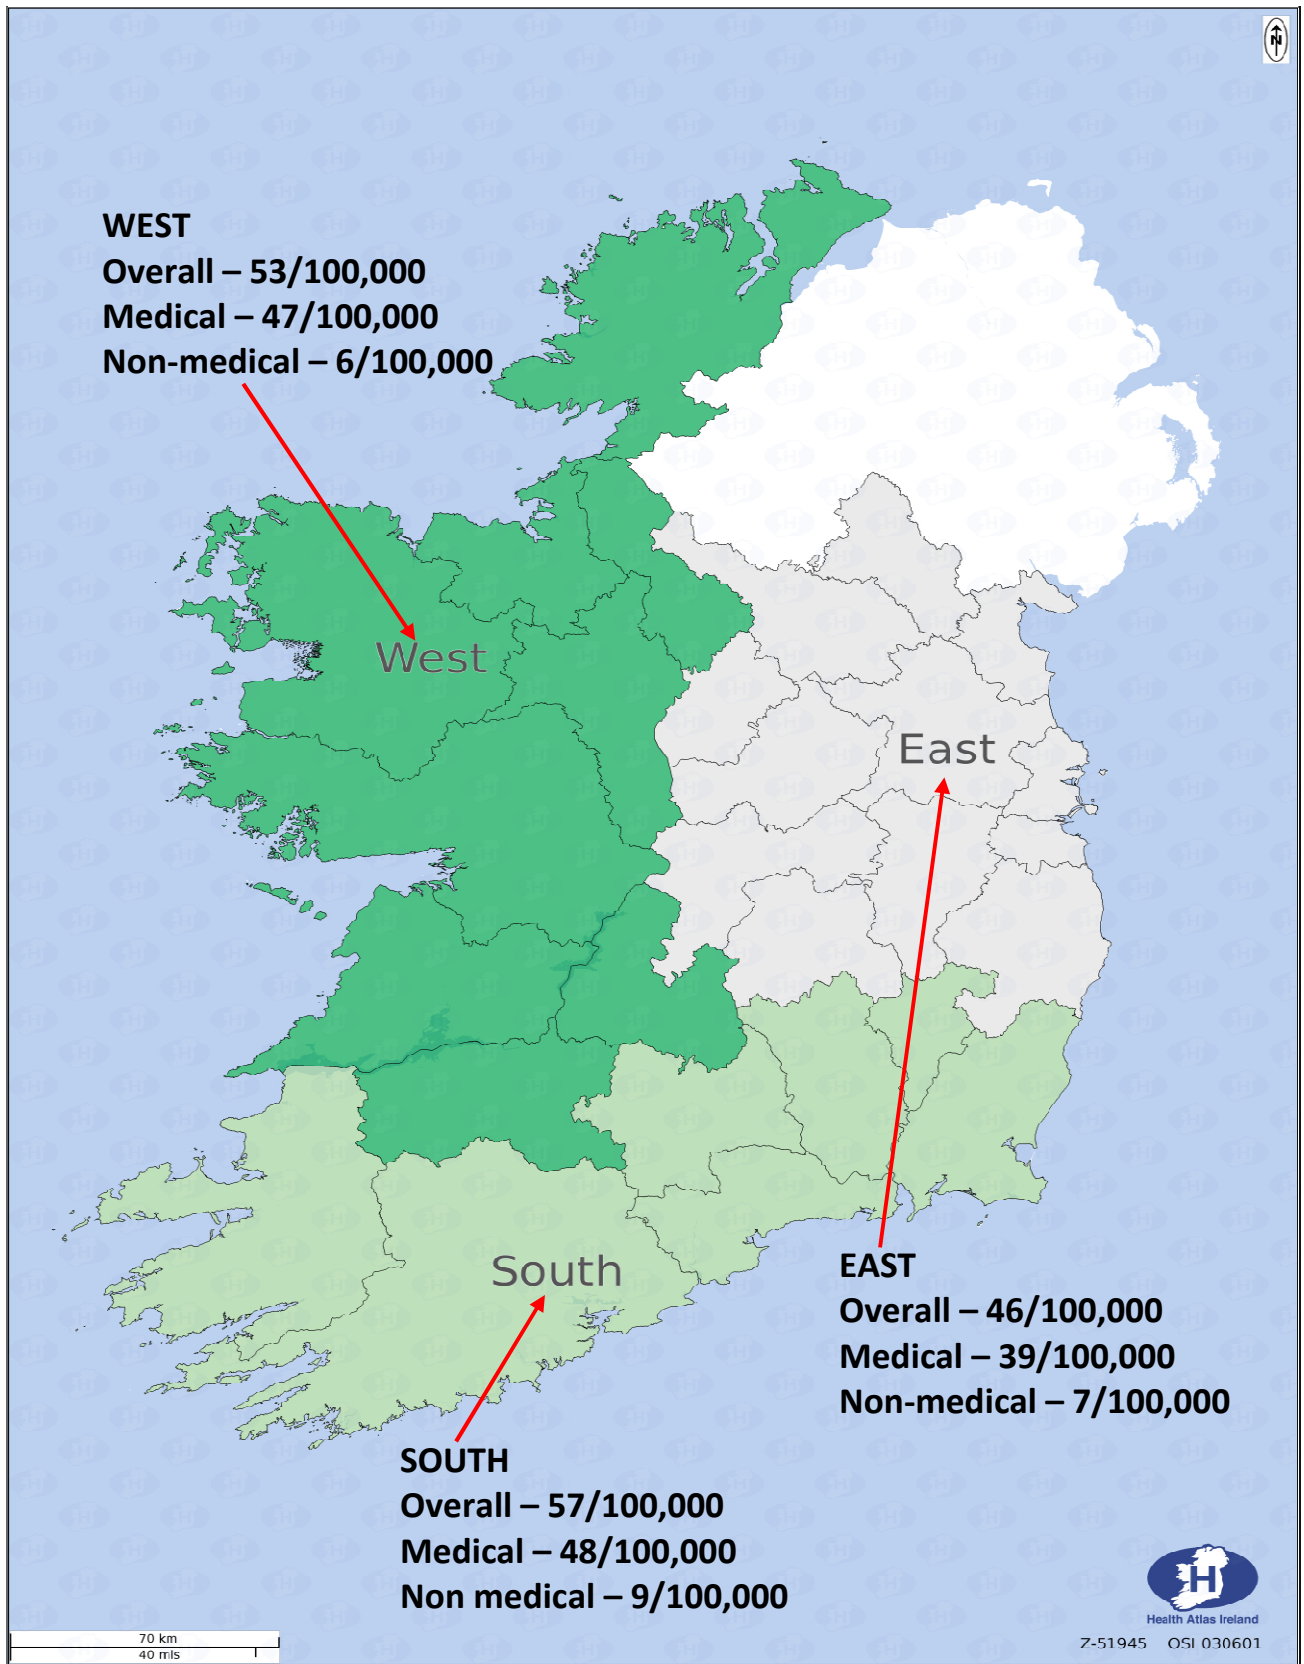 N
WEST
Overall – 53/100,000
Medical – 47/100,000
Non-medical – 6/100,000
West
East
South
EAST
Overall – 46/100,000
Medical – 39/100,000
Non-medical – 7/100,000
SOUTH
Overall – 57/100,000
Medical – 48/100,000
Non medical – 9/100,000
H
Health Atlas Ireland
70 km
40 mls
Z-51945 OSI 030601